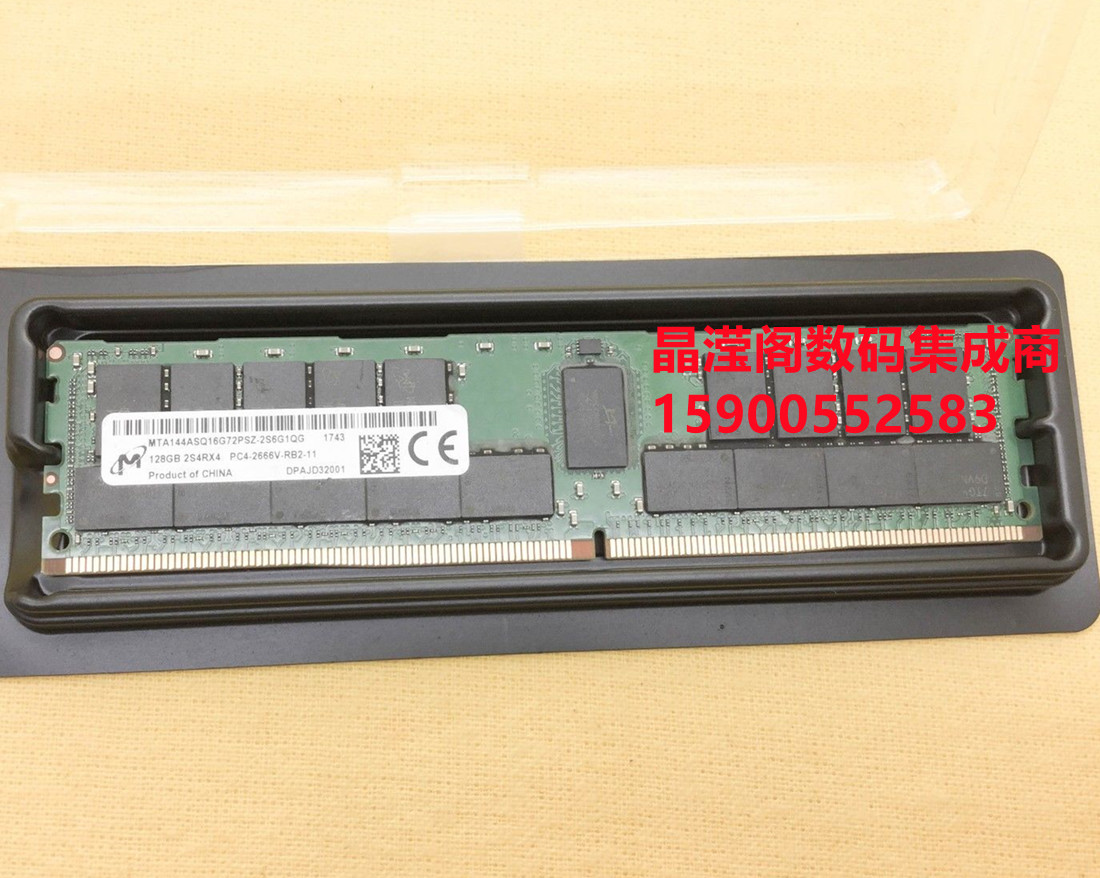 晶滢阁数码集成商
15900552583
MTA144ASQ16G72PSZ-2S6G1QG 1743
128GB 2S4RX4 PC4-2666V-RB2-11
Product of CHINA DPAJD32001
CE